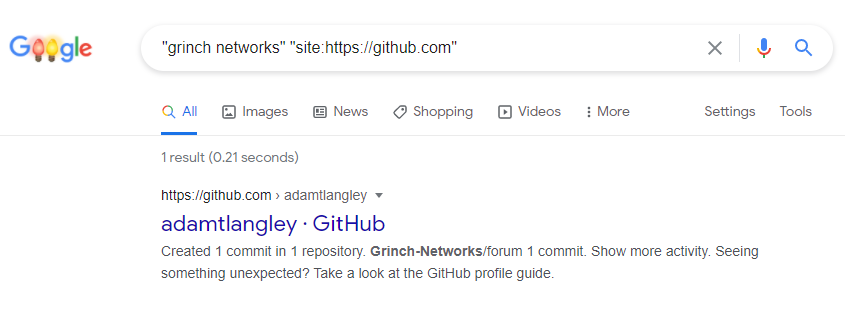 Google
"grinch networks" "site:https://github.com"
All Images News Shopping Videos More Settings Tools
1 result (0.21 seconds)
https://github.com › adamtlangley
adamtlangley · GitHub
Created 1 commit in 1 repository. Grinch-Networks/forum 1 commit. Show more activity. Seeing
something unexpected? Take a look at the GitHub profile guide.